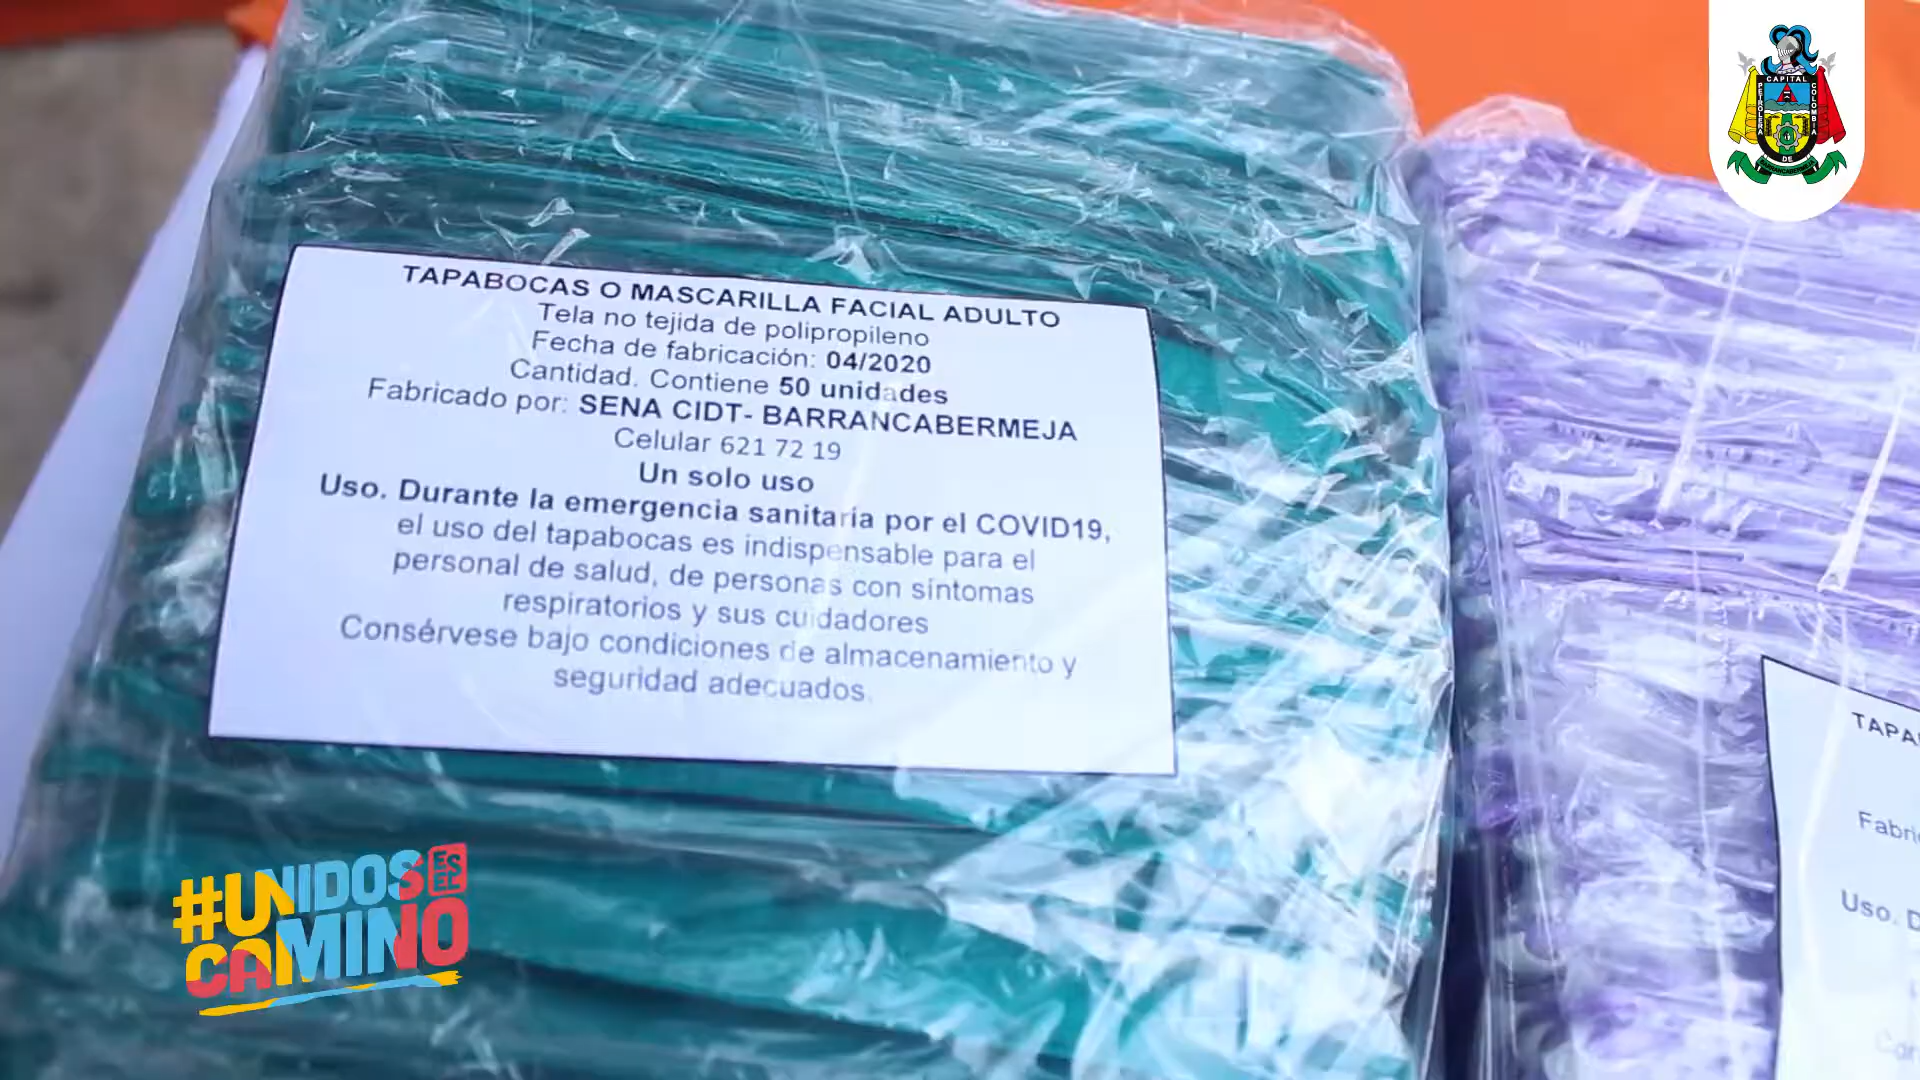 TAPABOCAS O MASCARILLA FACIAL ADULTO
Tela no tejida de polipropileno
Fecha de fabricación: 04/2020
Cantidad. Contiene 50 unidades
Fabricado por: SENA CIDT- BARRANCABERMEJA
Celular 621 72 19
Un solo uso
Uso. Durante la emergencia sanitaria por el COVID19,
el uso del tapabocas es indispensable para el
personal de salud, de personas con síntomas
respiratorios y sus cuidadores
Consérvese bajo condiciones de almacenamiento y
seguridad adecuados.
CAPITAL
PETROLERA
COLOMBIA
DE
BARRANCABERMEJA
#UNIDOS ES EL
CAMINO
Uso.